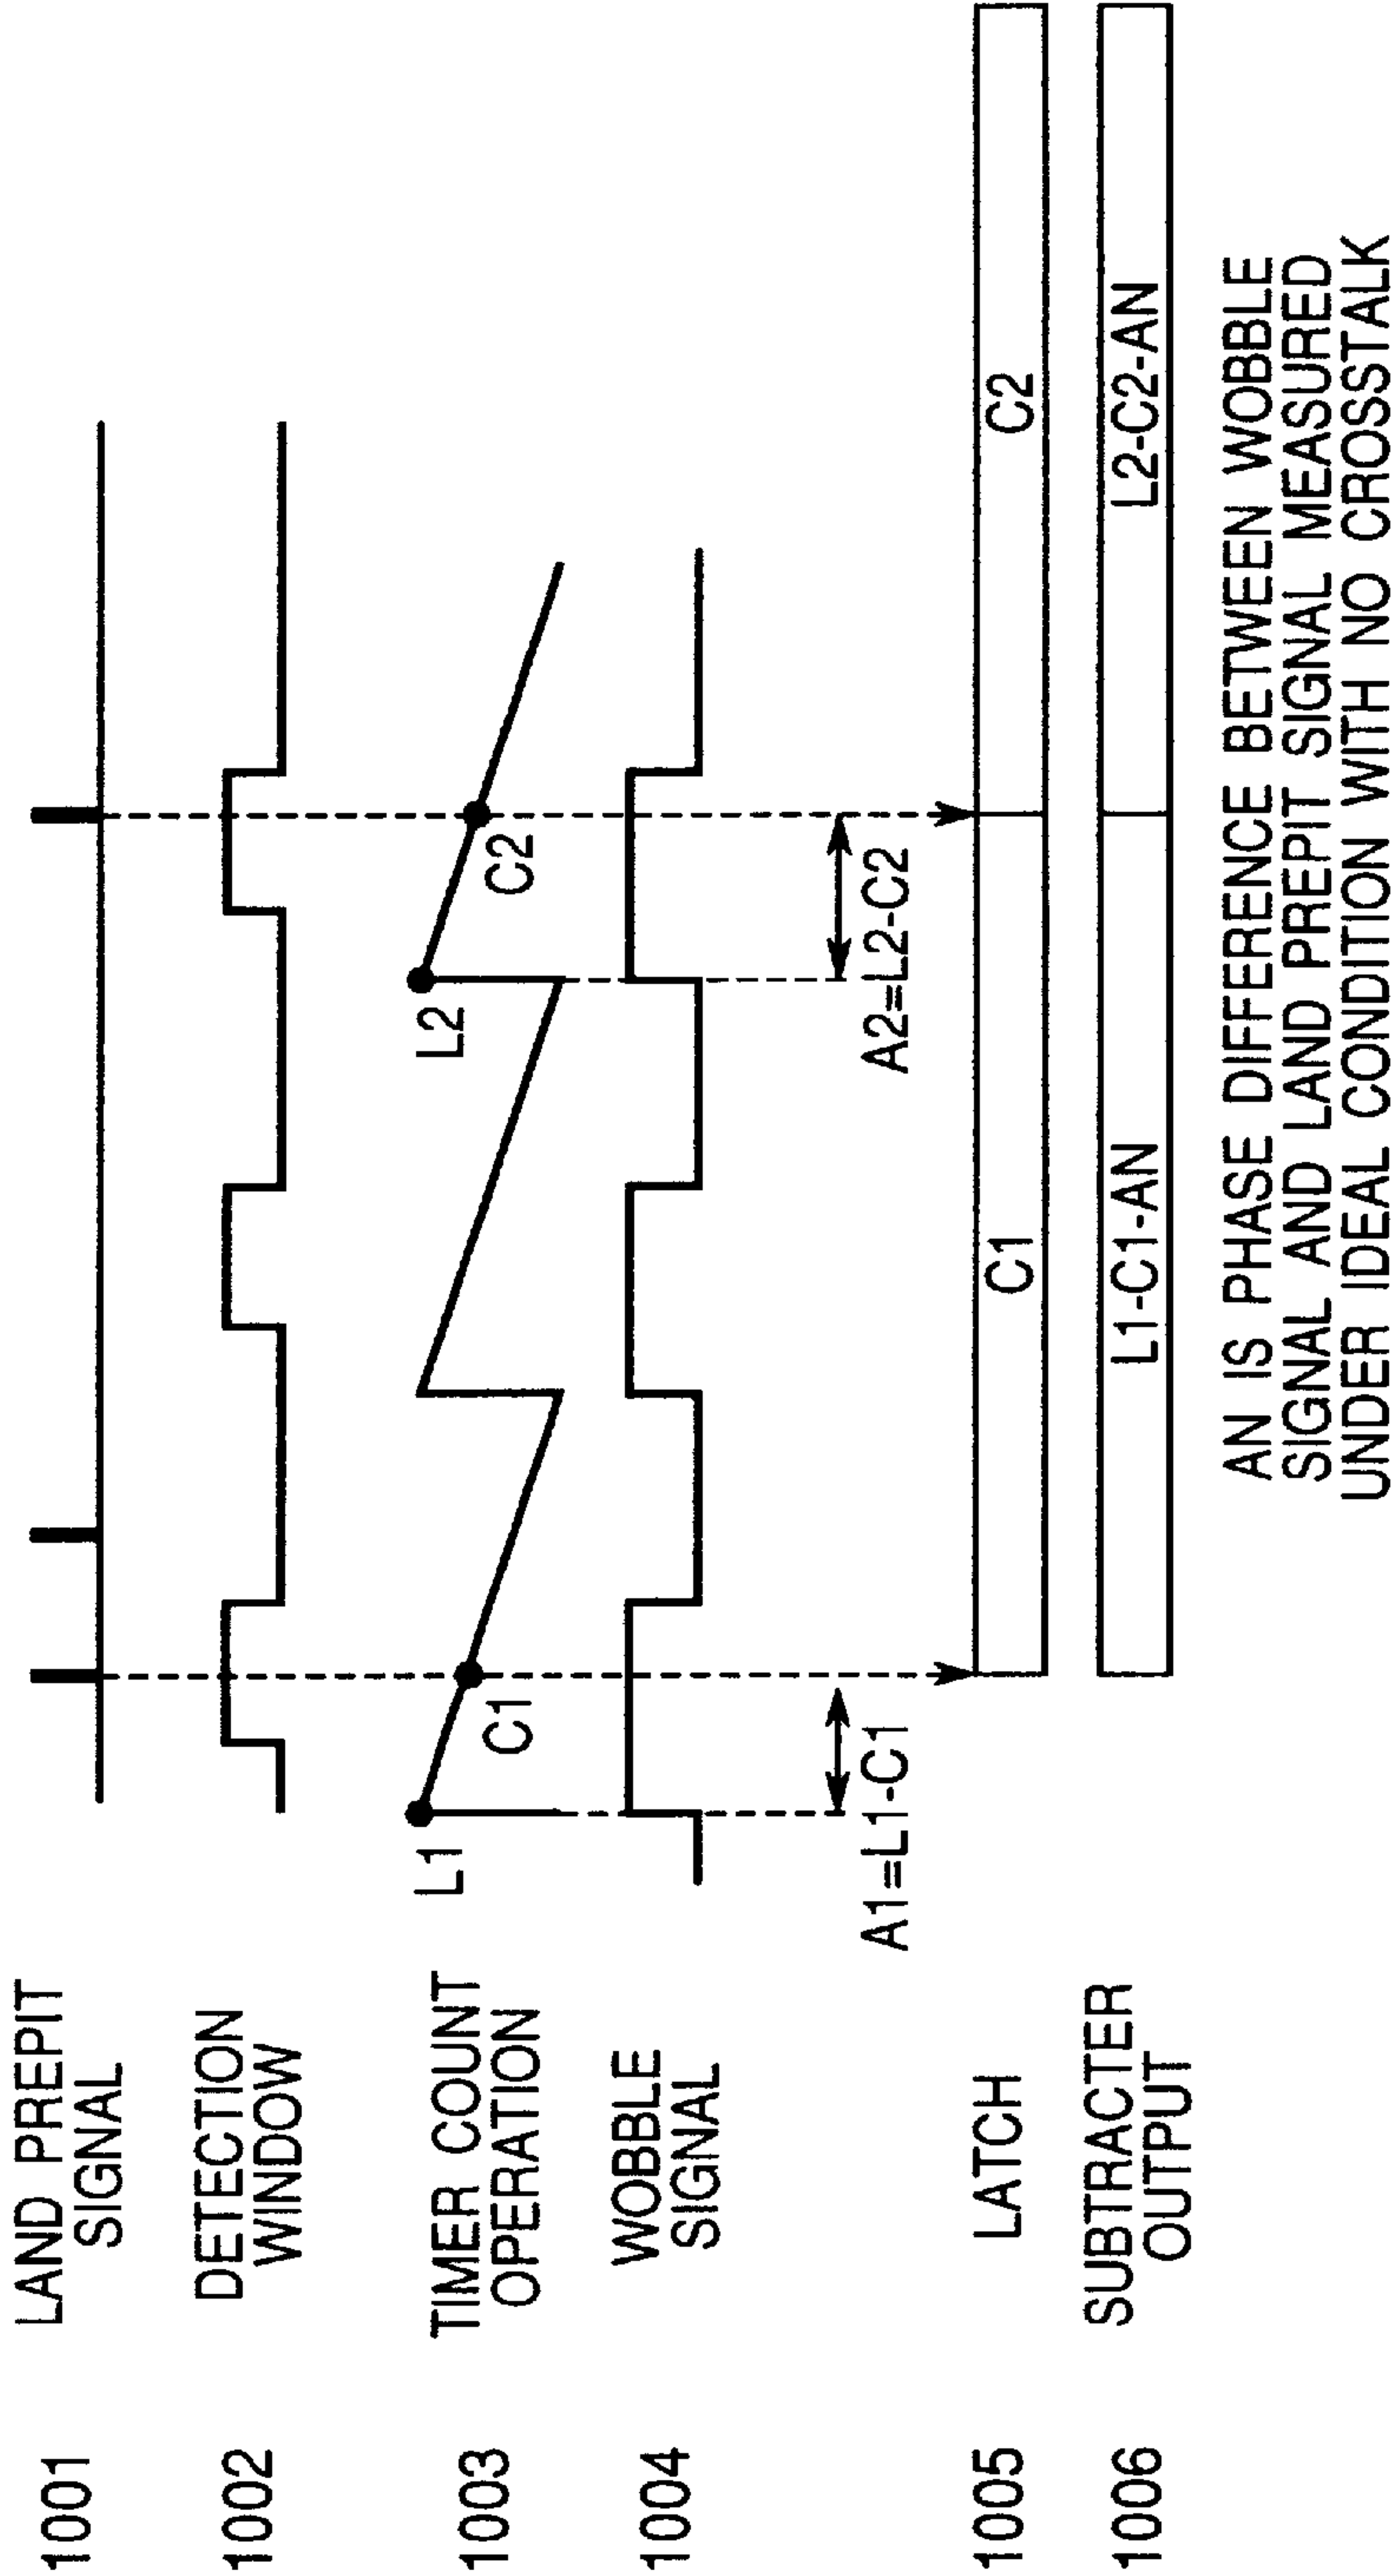 1001 LAND PREPIT
SIGNAL
1002 DETECTION
WINDOW
1003 TIMER COUNT
OPERATION
L1
C1
L2
C2
1004 WOBBLE
SIGNAL
A1=L1-C1
A2=L2-C2
1005 LATCH
C1
C2
1006 SUBTRACTER
OUTPUT
L1-C1-AN
L2-C2-AN
AN IS PHASE DIFFERENCE BETWEEN WOBBLE
SIGNAL AND LAND PREPIT SIGNAL MEASURED
UNDER IDEAL CONDITION WITH NO CROSSTALK